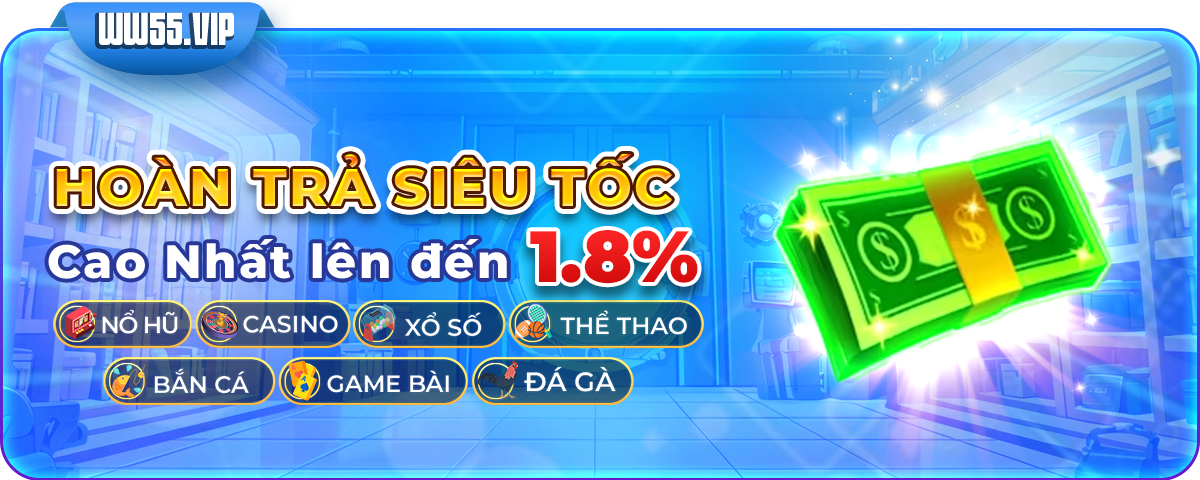 WW55.VIP
HOÀN TRẢ SIÊU TỐC
Cao Nhất lên đến 1.8%
NỔ HŨ CASINO XỔ SỐ THỂ THAO
BẮN CÁ GAME BÀI ĐÁ GÀ